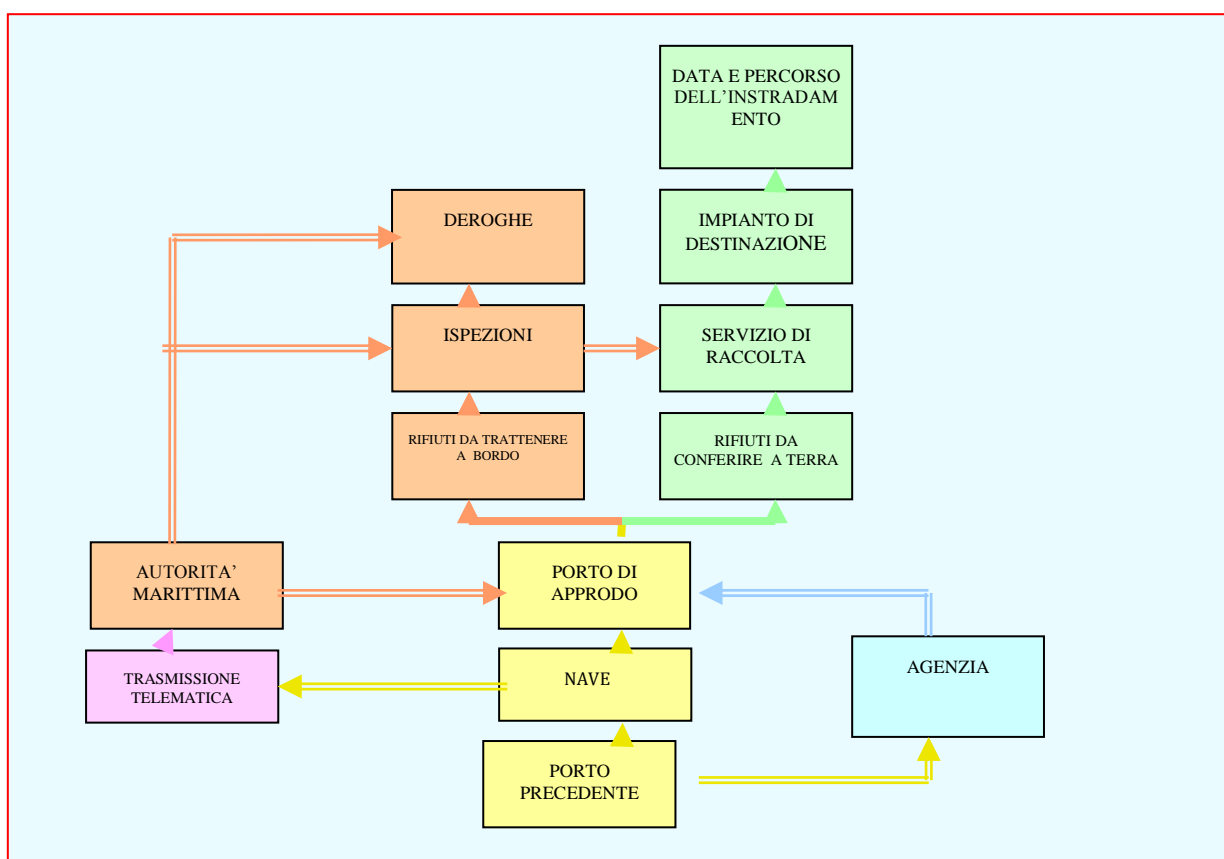 DATA E PERCORSO
DELL'INSTRADAM
ENTO
DEROGHE
IMPIANTO DI
DESTINAZIONE
ISPEZIONI
SERVIZIO DI
RACCOLTA
RIFIUTI DA TRATTENERE
A BORDO
RIFIUTI DA
CONFERIRE A TERRA
AUTORITA'
MARITTIMA
PORTO DI
APPRODO
TRASMISSIONE
TELEMATICA
NAVE
AGENZIA
PORTO
PRECEDENTE